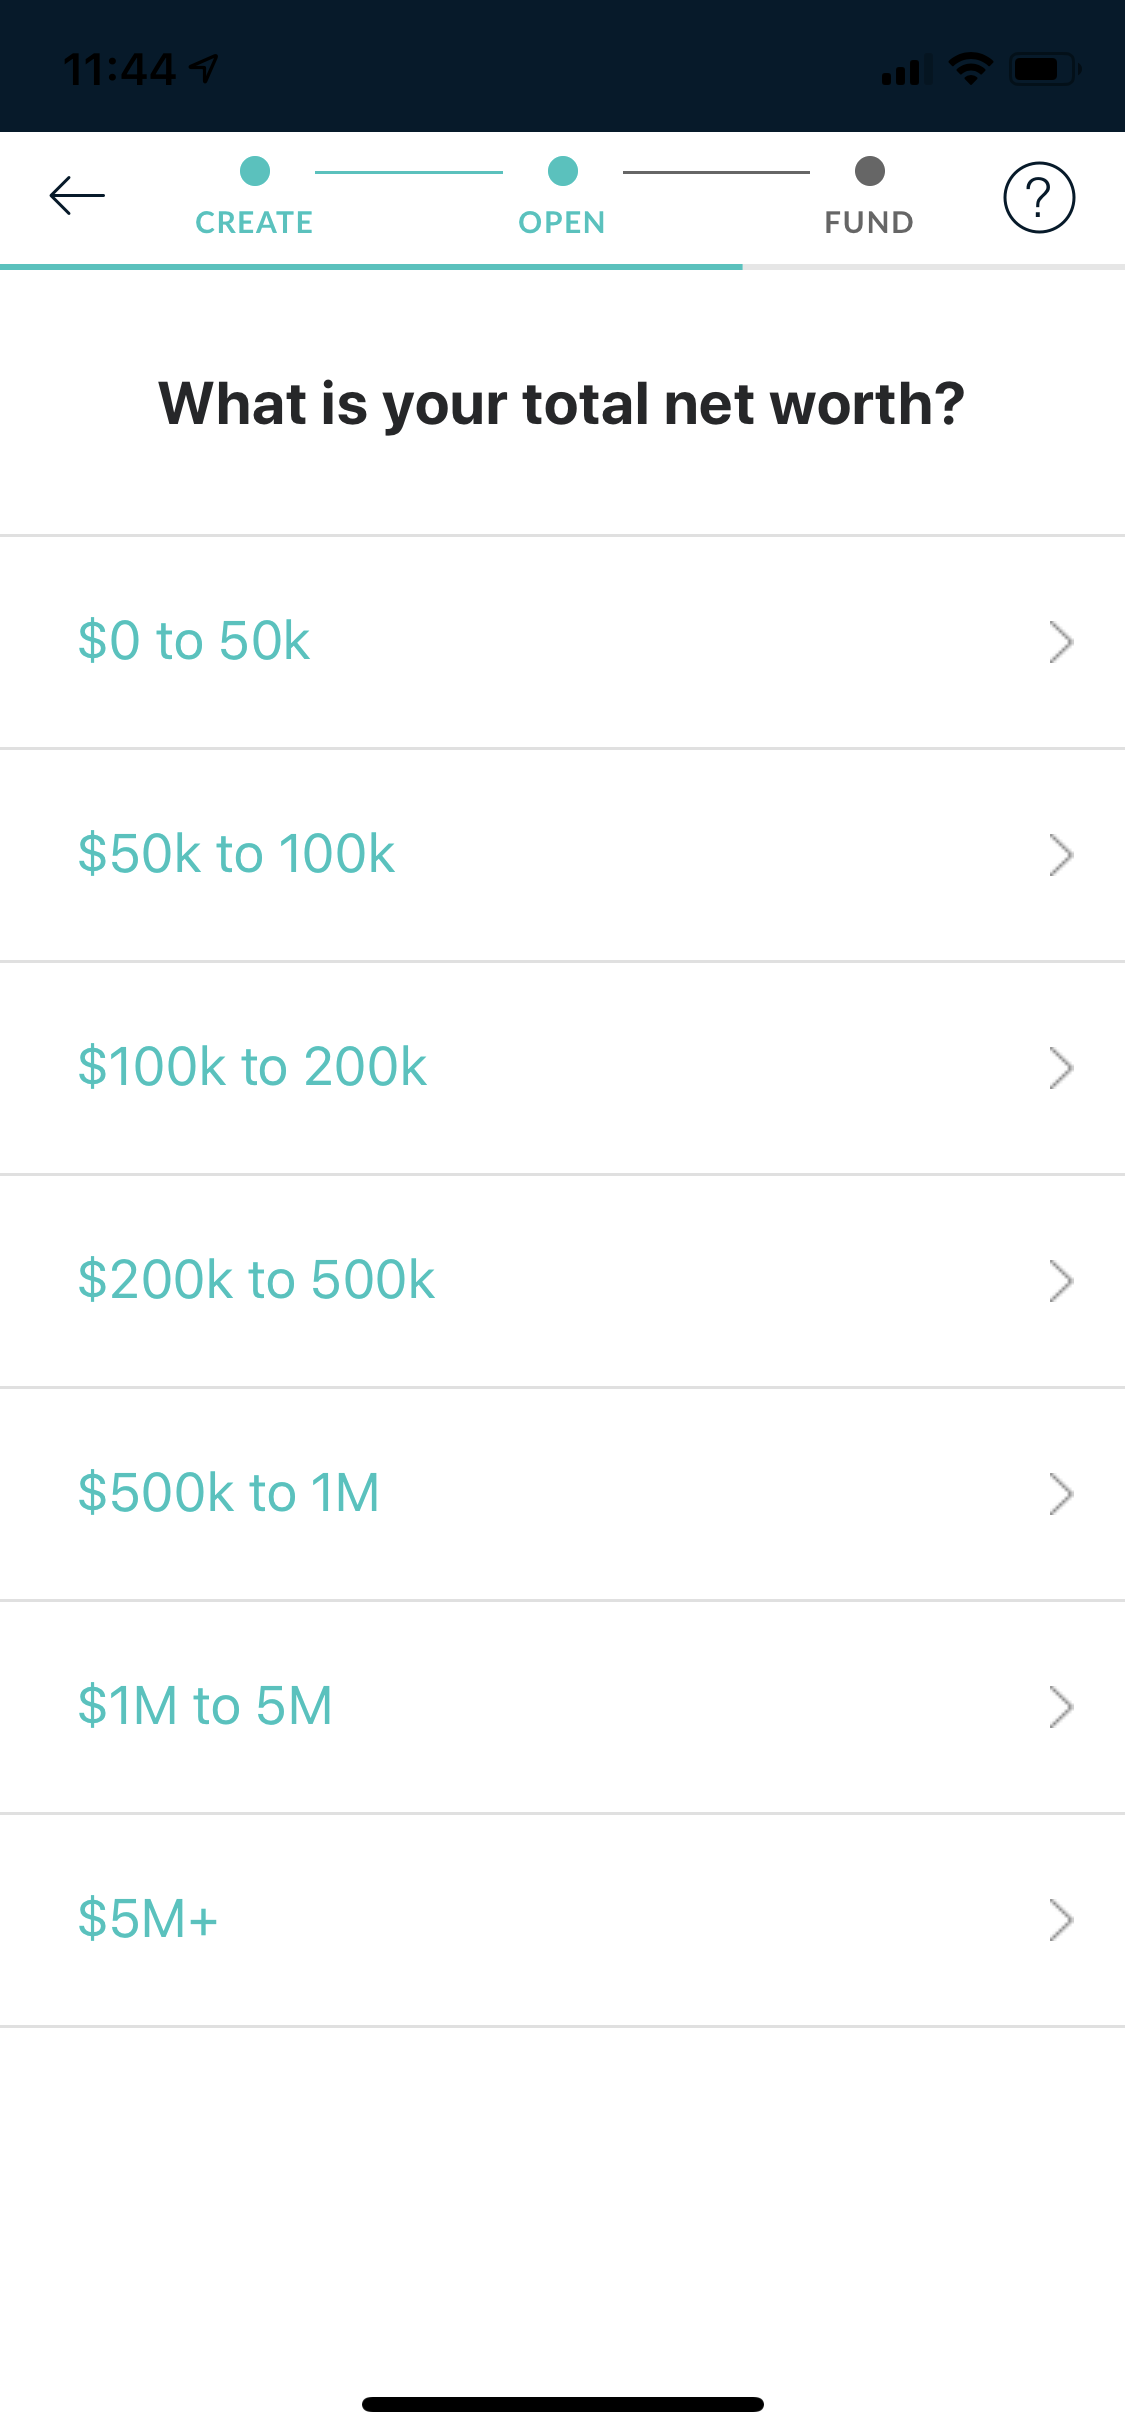 11:44
CREATE OPEN FUND
?
What is your total net worth?
$0 to 50k
$50k to 100k
$100k to 200k
$200k to 500k
$500k to 1M
$1M to 5M
$5M+